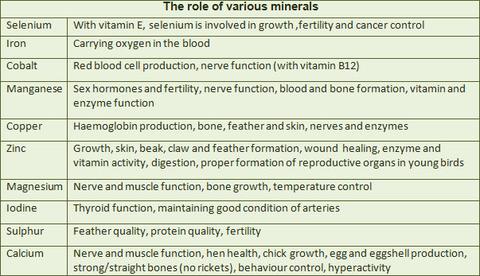 The role of various minerals
Selenium With vitamin E, selenium is involved in growth ,fertility and cancer control
Iron Carrying oxygen in the blood
Cobalt Red blood cell production, nerve function (with vitamin B12)
Manganese Sex hormones and fertility, nerve function, blood and bone formation, vitamin and
enzyme function
Copper Haemoglobin production, bone, feather and skin, nerves and enzymes
Zinc Growth, skin, beak, claw and feather formation, wound healing, enzyme and
vitamin activity, digestion, proper formation of reproductive organs in young birds
Magnesium Nerve and muscle function, bone growth, temperature control
Iodine Thyroid function, maintaining good condition of arteries
Sulphur Feather quality, protein quality, fertility
Calcium Nerve and muscle function, hen health, chick growth, egg and eggshell production,
strong/straight bones (no rickets), behaviour control, hyperactivity